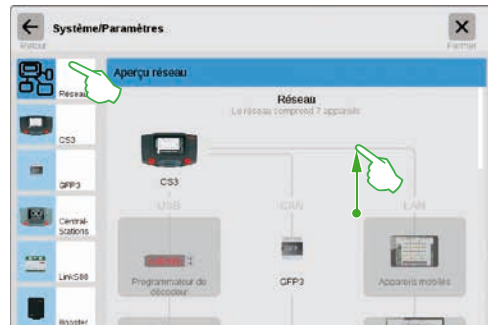 Système/Paramètres
Retour
Fermer
Réseau
CS3
GFP3
Central-
Stations
LinkS88
Booster
Aperçu réseau
Réseau
Le réseau comprend 7 appareils
CS3
USB
CAN
LAN
Programmateur de
décodeur
GFP3
Appareils mobiles